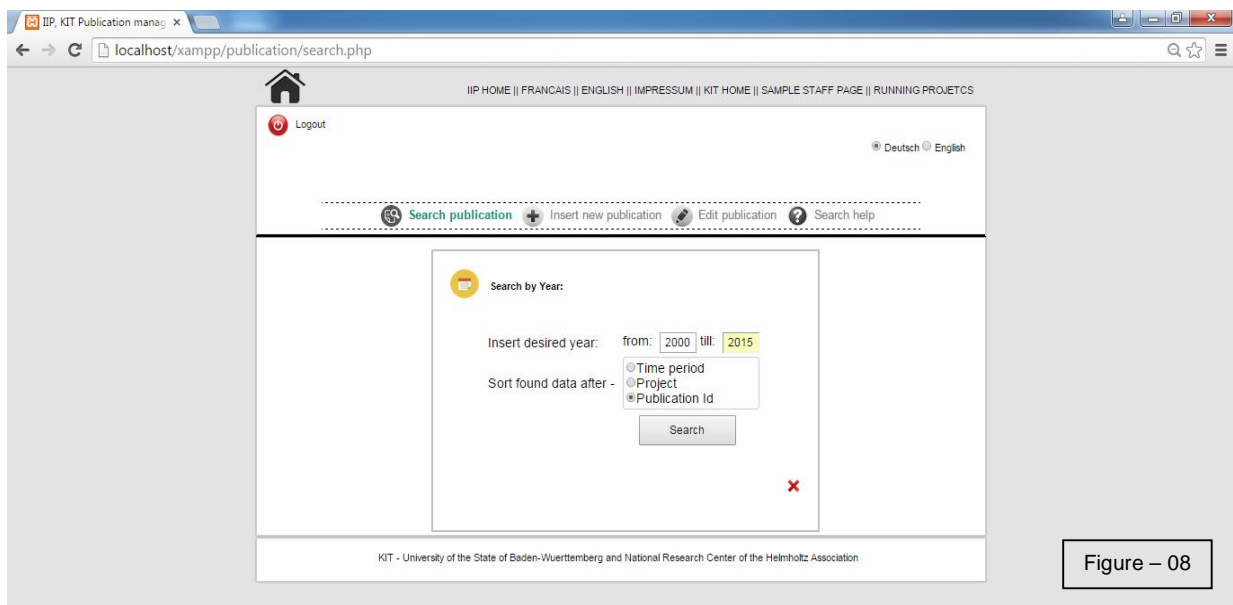 IIP, KIT Publication manag
localhost/xampp/publication/search.php
IIP HOME || FRANCAIS || ENGLISH || IMPRESSUM || KIT HOME || SAMPLE STAFF PAGE || RUNNING PROJETCS
Logout
Deutsch English
Search publication Insert new publication Edit publication Search help
Search by Year:
Insert desired year: from: 2000 till: 2015
Sort found data after -
Time period
Project
Publication Id
Search
KIT - University of the State of Baden-Wuerttemberg and National Research Center of the Helmholtz Association
Figure – 08